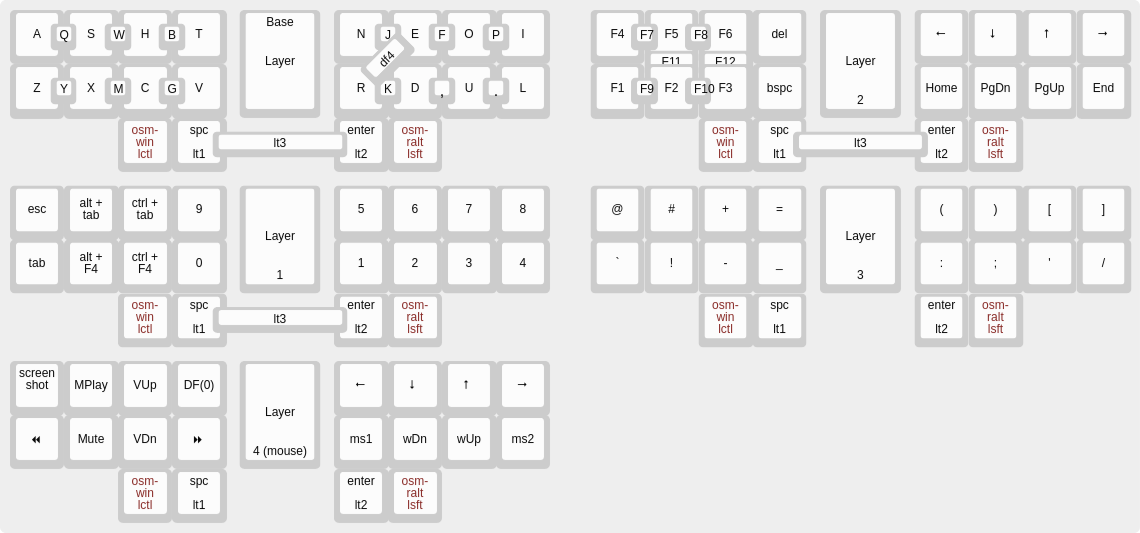 A Q S W H B T
Base
Layer
N J E F O P I
df4
Z Y X M C G V
R K D , U . L
osm-
win
lctl
spc
lt1
lt3
enter
lt2
osm-
ralt
lsft
F4 F7 F5 F8 F6 del
F11 F12
F1 F9 F2 F10 F3 bspc
Layer
2
← ↓ ↑ →
Home PgDn PgUp End
osm-
win
lctl
spc
lt1
lt3
enter
lt2
osm-
ralt
lsft
esc
alt +
tab
ctrl +
tab
9
tab
alt +
F4
ctrl +
F4
0
Layer
1
5 6 7 8
1 2 3 4
osm-
win
lctl
spc
lt1
lt3
enter
lt2
osm-
ralt
lsft
@ # + =
` ! - _
Layer
3
( ) [ ]
: ; ' /
osm-
win
lctl
spc
lt1
enter
lt2
osm-
ralt
lsft
screen
shot
MPlay VUp DF(0)
⏪ Mute VDn ⏩
Layer
4 (mouse)
← ↓ ↑ →
ms1 wDn wUp ms2
osm-
win
lctl
spc
lt1
enter
lt2
osm-
ralt
lsft